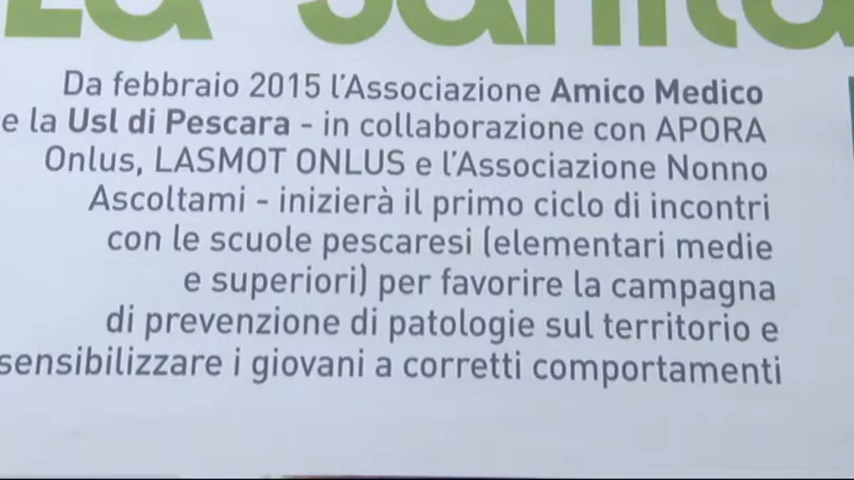 La Sanità
Da febbraio 2015 l'Associazione Amico Medico
e la Usl di Pescara - in collaborazione con APORA
Onlus, LASMOT ONLUS e l'Associazione Nonno
Ascoltami - inizierà il primo ciclo di incontri
con le scuole pescaresi (elementari medie
e superiori) per favorire la campagna
di prevenzione di patologie sul territorio e
sensibilizzare i giovani a corretti comportamenti